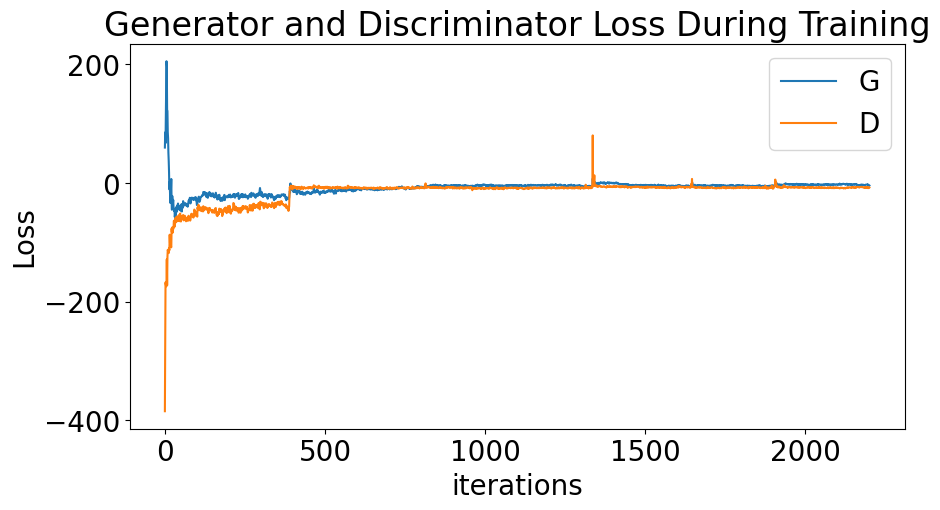 Generator and Discriminator Loss During Training
G
D
200
0
−200
−400
Loss
0 500 1000 1500 2000
iterations